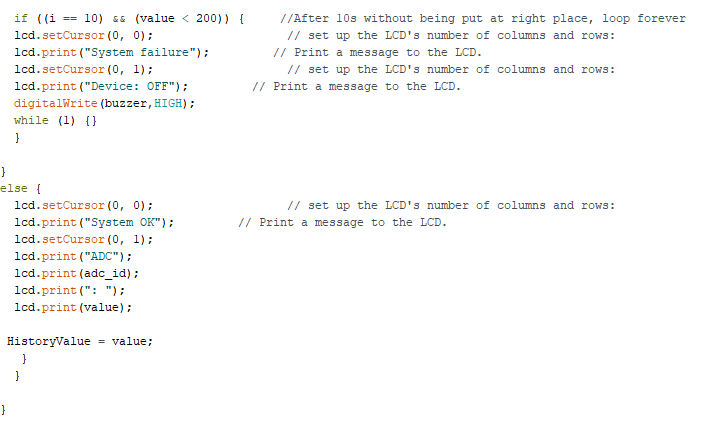 if ((i == 10) && (value < 200)) {     //After 10s without being put at right place, loop forever
lcd.setCursor(0, 0);                   // set up the LCD's number of columns and rows:
lcd.print("System failure");         // Print a message to the LCD.
lcd.setCursor(0, 1);                   // set up the LCD's number of columns and rows:
lcd.print("Device: OFF");         // Print a message to the LCD.
digitalWrite(buzzer,HIGH);
while (1) {}
}
}
else {
lcd.setCursor(0, 0);                   // set up the LCD's number of columns and rows:
lcd.print("System OK");         // Print a message to the LCD.
lcd.setCursor(0, 1);
lcd.print("ADC");
lcd.print(adc_id);
lcd.print(": ");
lcd.print(value);
HistoryValue = value;
}
}
}